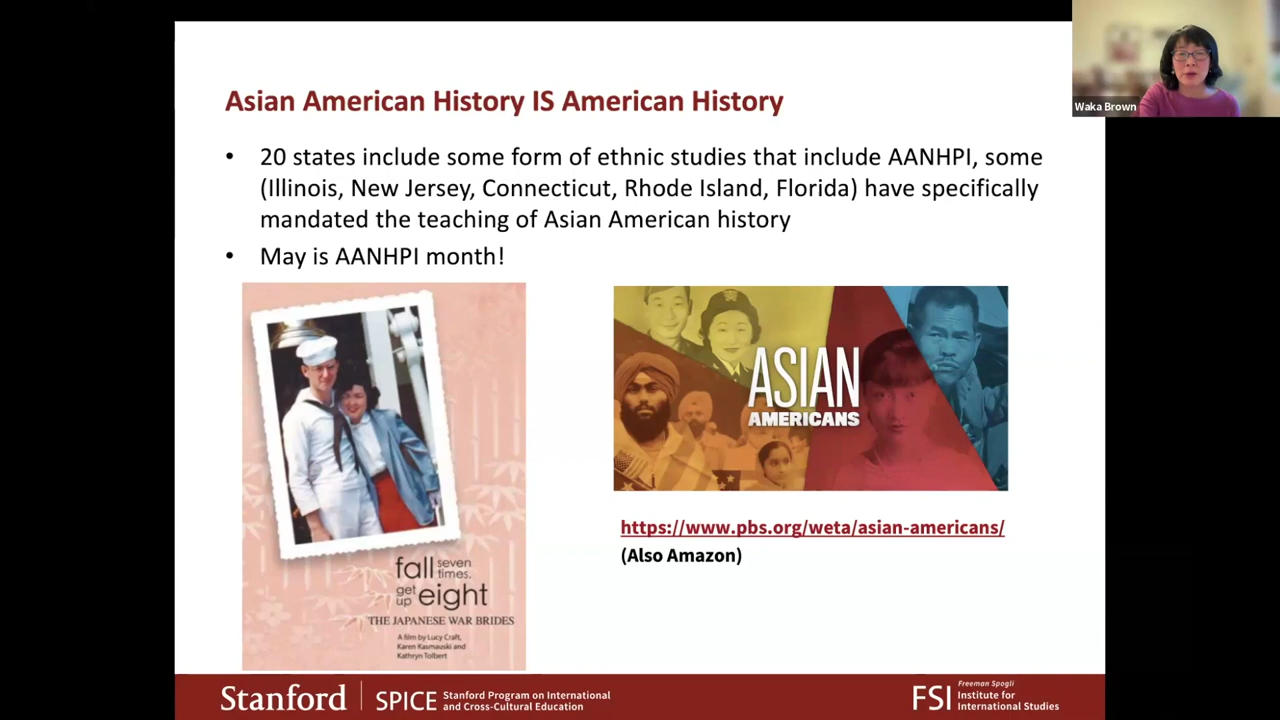 Asian American History IS American History
Waka Brown
• 20 states include some form of ethnic studies that include AANHPI, some
(Illinois, New Jersey, Connecticut, Rhode Island, Florida) have specifically
mandated the teaching of Asian American history
• May is AANHPI month!
fall seven
times,
get
up eight
THE JAPANESE WAR BRIDES
A film by Lucy Craft,
Karen Kasmauski and
Kathryn Tolbert
ASIAN
AMERICANS
https://www.pbs.org/weta/asian-americans/
(Also Amazon)
Stanford
SPICE
Stanford Program on International
and Cross-Cultural Education
FSI
Freeman Spogli
Institute for
International Studies